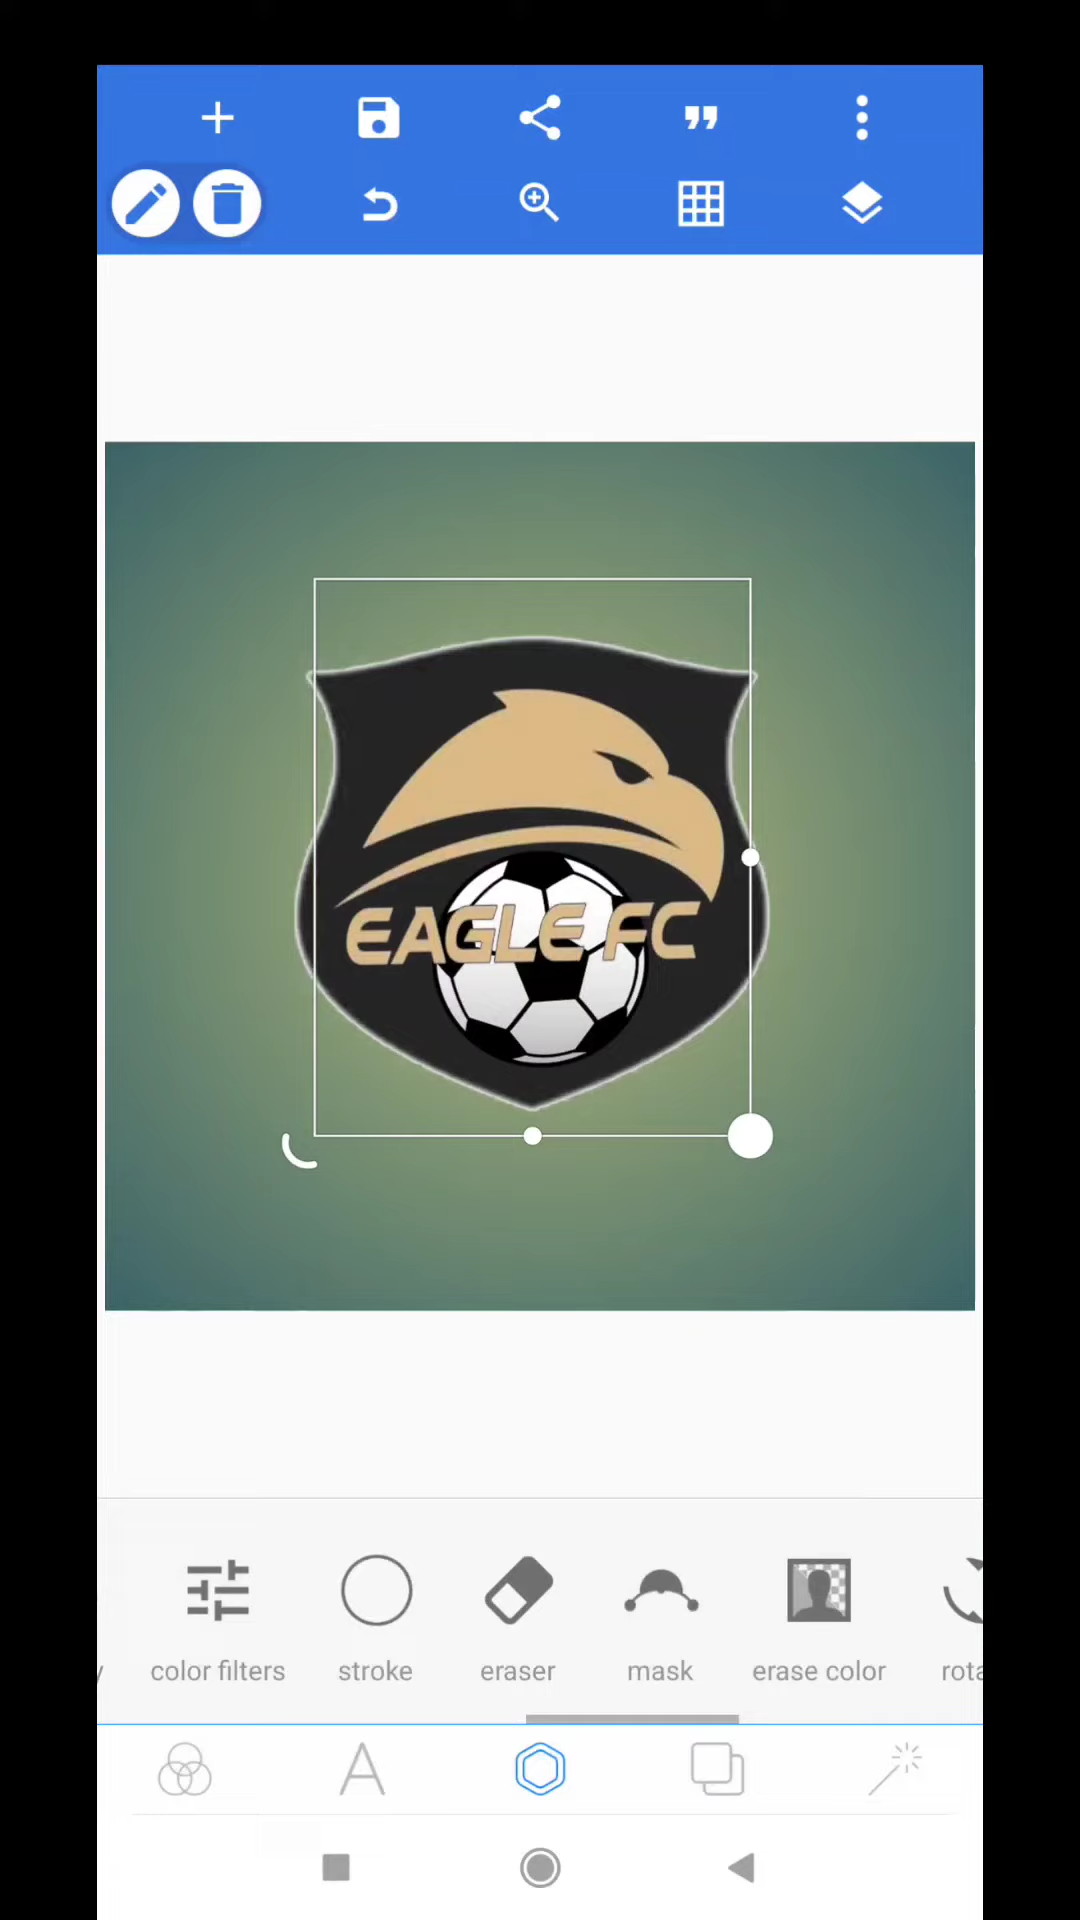 EAGLE FC
color filters
stroke
eraser
mask
erase color